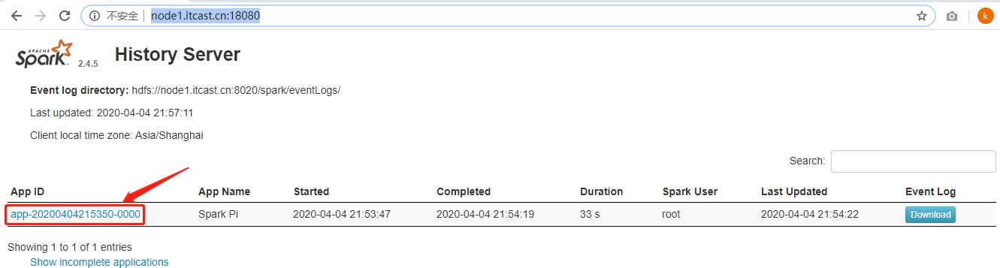 不安全 | node1.itcast.cn:18080
k
APACHE
Spark 2.4.5 History Server
Event log directory: hdfs://node1.itcast.cn:8020/spark/eventLogs/
Last updated: 2020-04-04 21:57:11
Client local time zone: Asia/Shanghai
Search:
App ID App Name Started Completed Duration Spark User Last Updated Event Log
app-20200404215350-0000 Spark Pi 2020-04-04 21:53:47 2020-04-04 21:54:19 33 s root 2020-04-04 21:54:22 Download
Showing 1 to 1 of 1 entries
Show incomplete applications